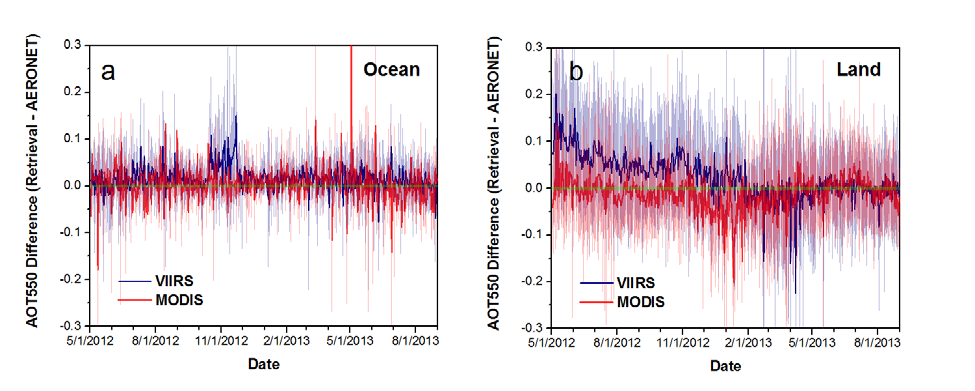 AOT550 Difference (Retrieval - AERONET)
0.3
0.2
0.1
0.0
-0.1
-0.2
-0.3
a
Ocean
VIIRS
MODIS
5/1/2012 8/1/2012 11/1/2012 2/1/2013 5/1/2013 8/1/2013
Date
AOT550 Difference (Retrieval - AERONET)
0.3
0.2
0.1
0.0
-0.1
-0.2
-0.3
b
Land
VIIRS
MODIS
5/1/2012 8/1/2012 11/1/2012 2/1/2013 5/1/2013 8/1/2013
Date